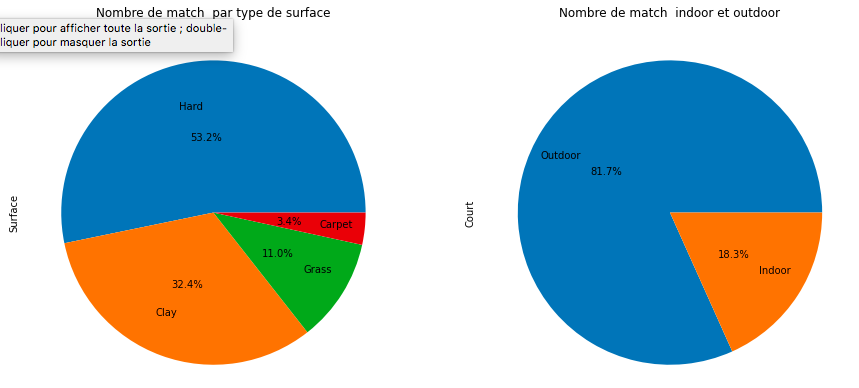 Nombre de match  par type de surface
liquer pour afficher toute la sortie ; double-
liquer pour masquer la sortie
Surface
Hard
53.2%
3.4%
Carpet
11.0%
Grass
32.4%
Clay
Nombre de match  indoor et outdoor
Court
Outdoor
81.7%
18.3%
Indoor